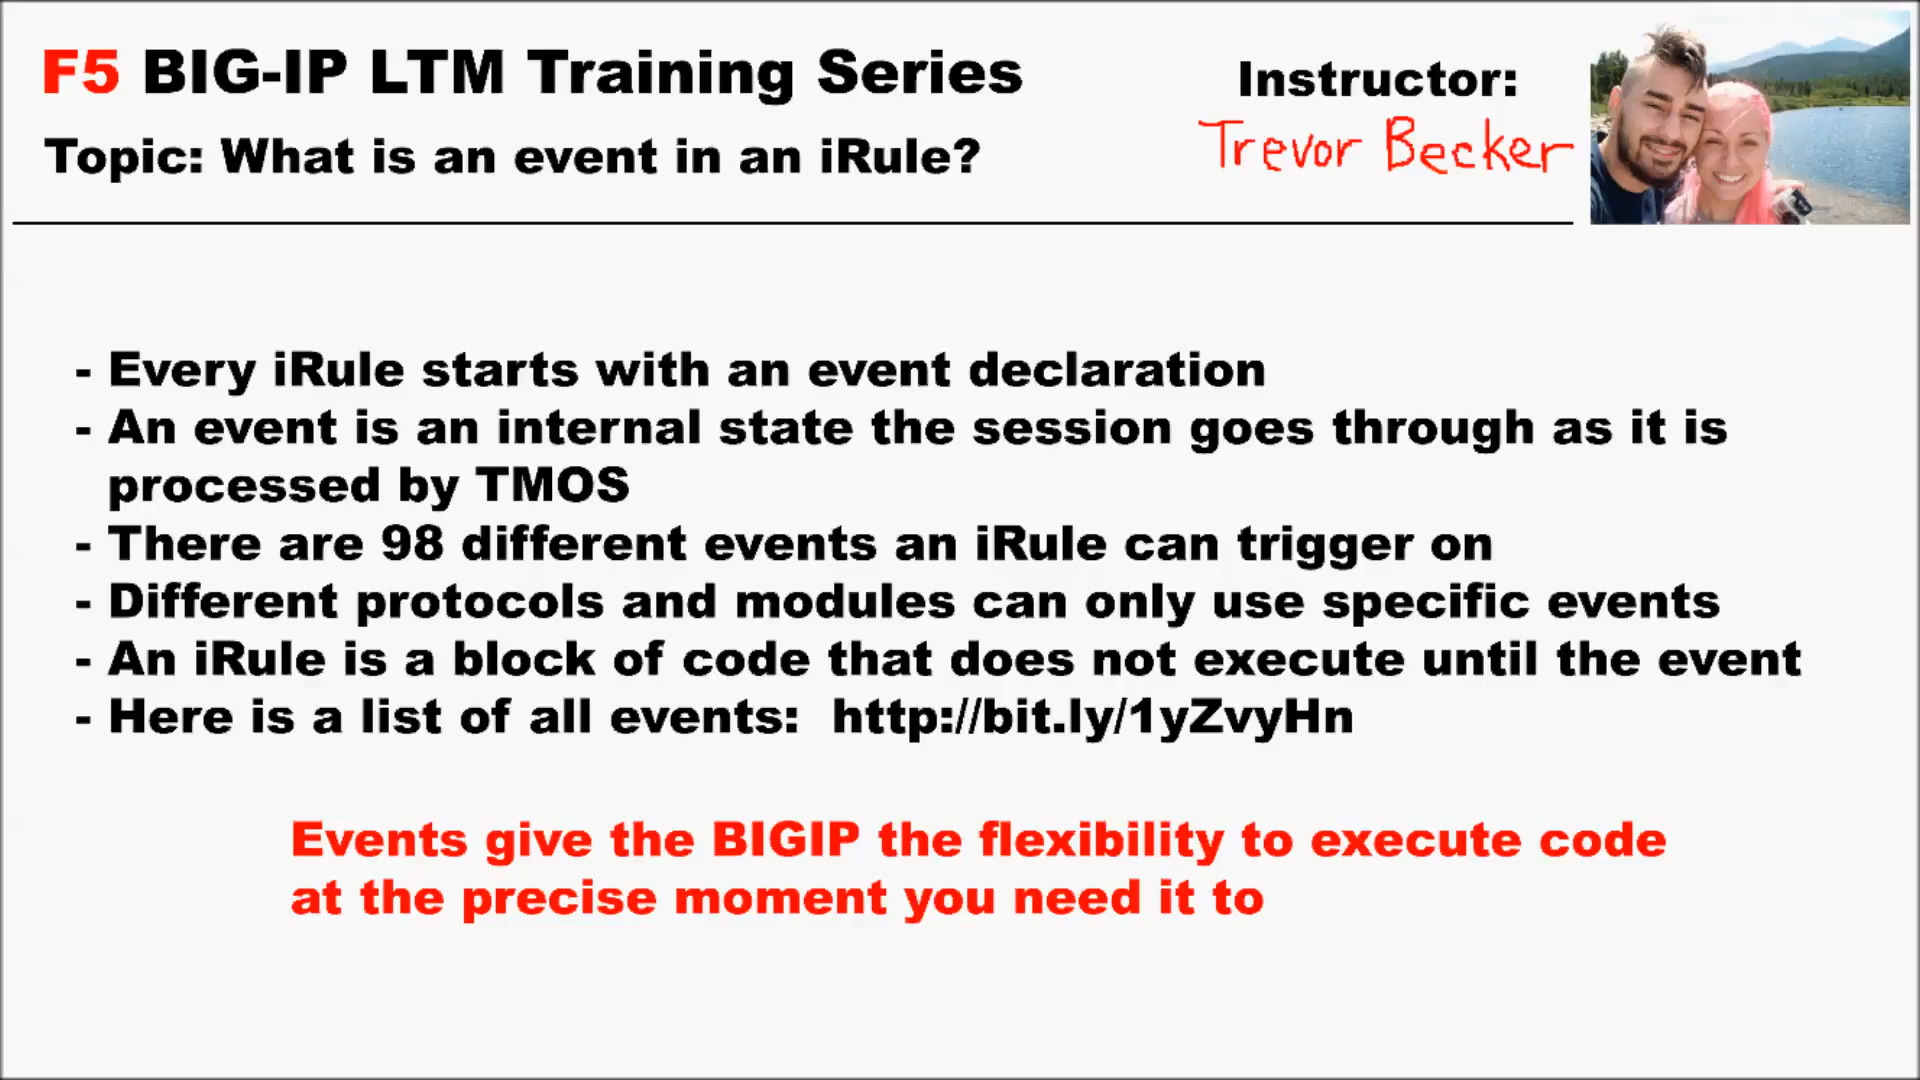 F5 BIG-IP LTM Training Series
Topic: What is an event in an iRule?
Instructor:
Trevor Becker
- Every iRule starts with an event declaration
- An event is an internal state the session goes through as it is
processed by TMOS
- There are 98 different events an iRule can trigger on
- Different protocols and modules can only use specific events
- An iRule is a block of code that does not execute until the event
- Here is a list of all events:  http://bit.ly/1yZvyHn
Events give the BIGIP the flexibility to execute code
at the precise moment you need it to